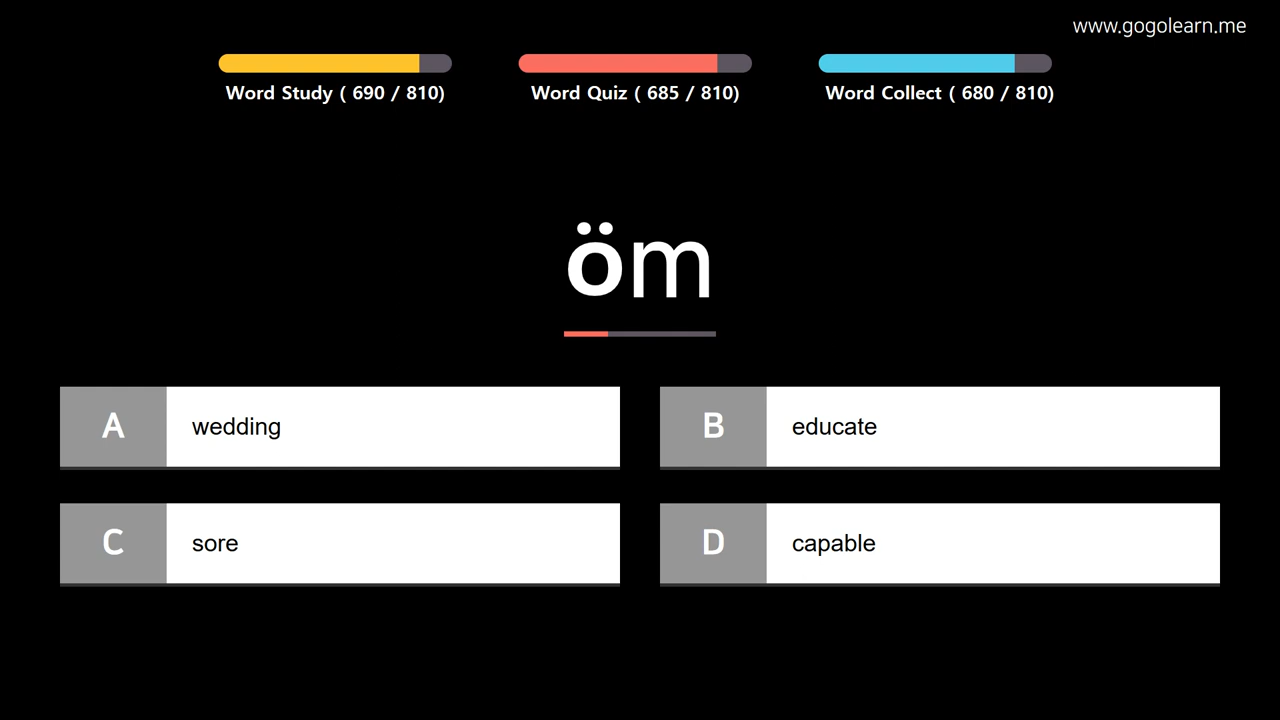 www.gogolearn.me
Word Study ( 690 / 810)
Word Quiz ( 685 / 810)
Word Collect ( 680 / 810)
öm
A wedding
B educate
C sore
D capable